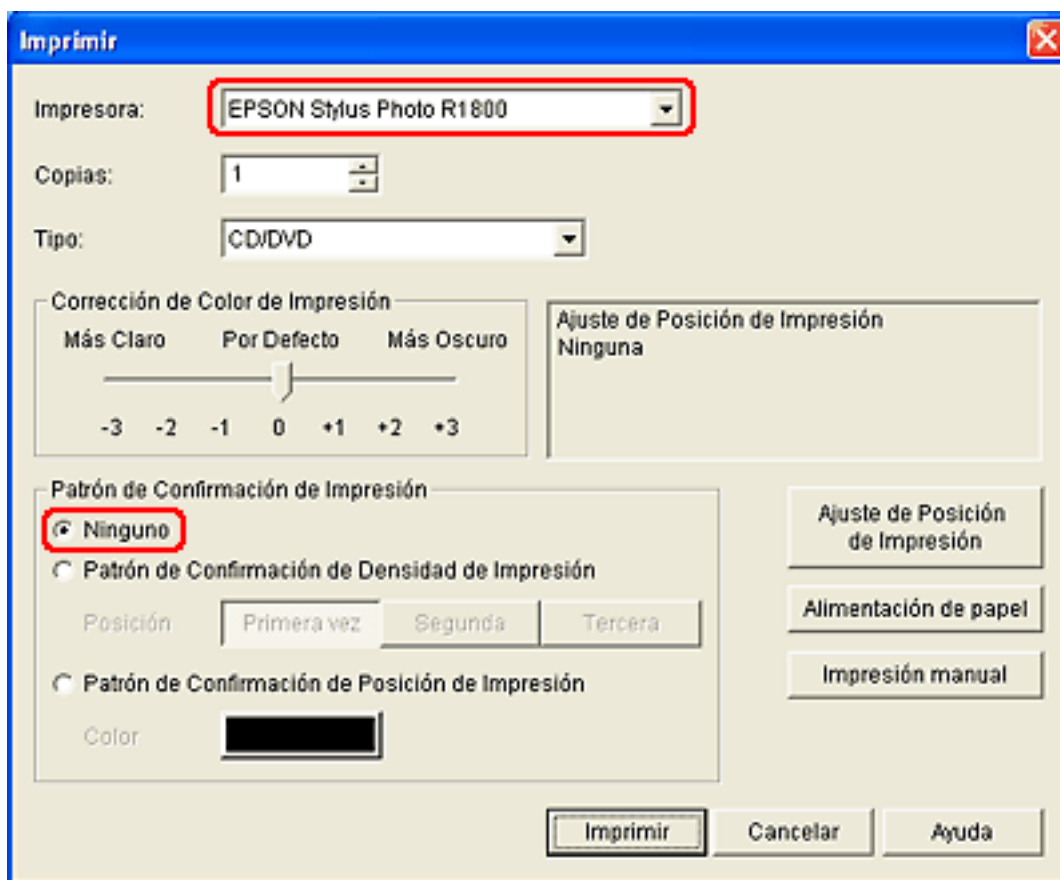 Imprimir
Impresora: EPSON Stylus Photo R1800
Copias: 1
Tipo: CD/DVD
Corrección de Color de Impresión
Más Claro Por Defecto Más Oscuro
-3 -2 -1 0 +1 +2 +3
Ajuste de Posición de Impresión
Ninguna
Patrón de Confirmación de Impresión
Ninguno
Patrón de Confirmación de Densidad de Impresión
Posición Primera vez Segunda Tercera
Patrón de Confirmación de Posición de Impresión
Color
Ajuste de Posición
de Impresión
Alimentación de papel
Impresión manual
Imprimir Cancelar Ayuda